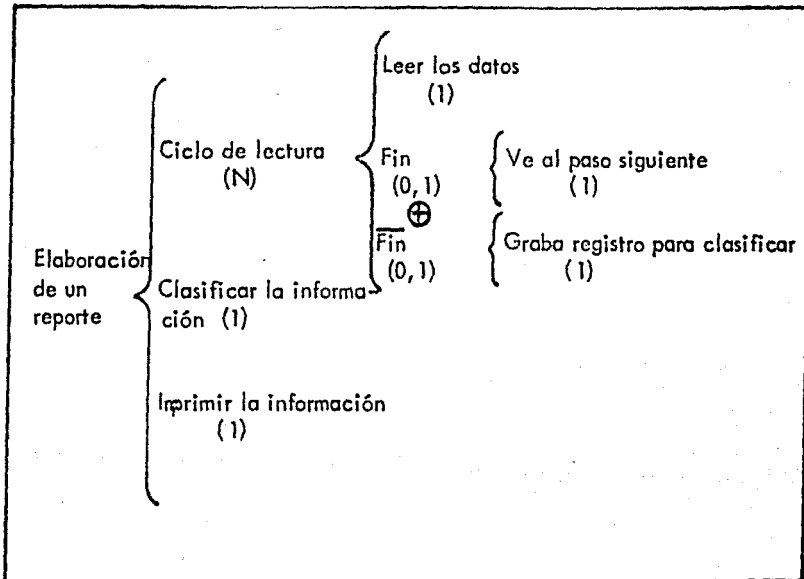 Leer los datos
(1)
Ciclo de lectura
(N)
Fin
(0,1)
Ve al paso siguiente
(1)
⊕
Fin
(0,1)
Graba registro para clasificar
(1)
Elaboración
de un
reporte
Clasificar la informa-
ción (1)
Imprimir la información
(1)